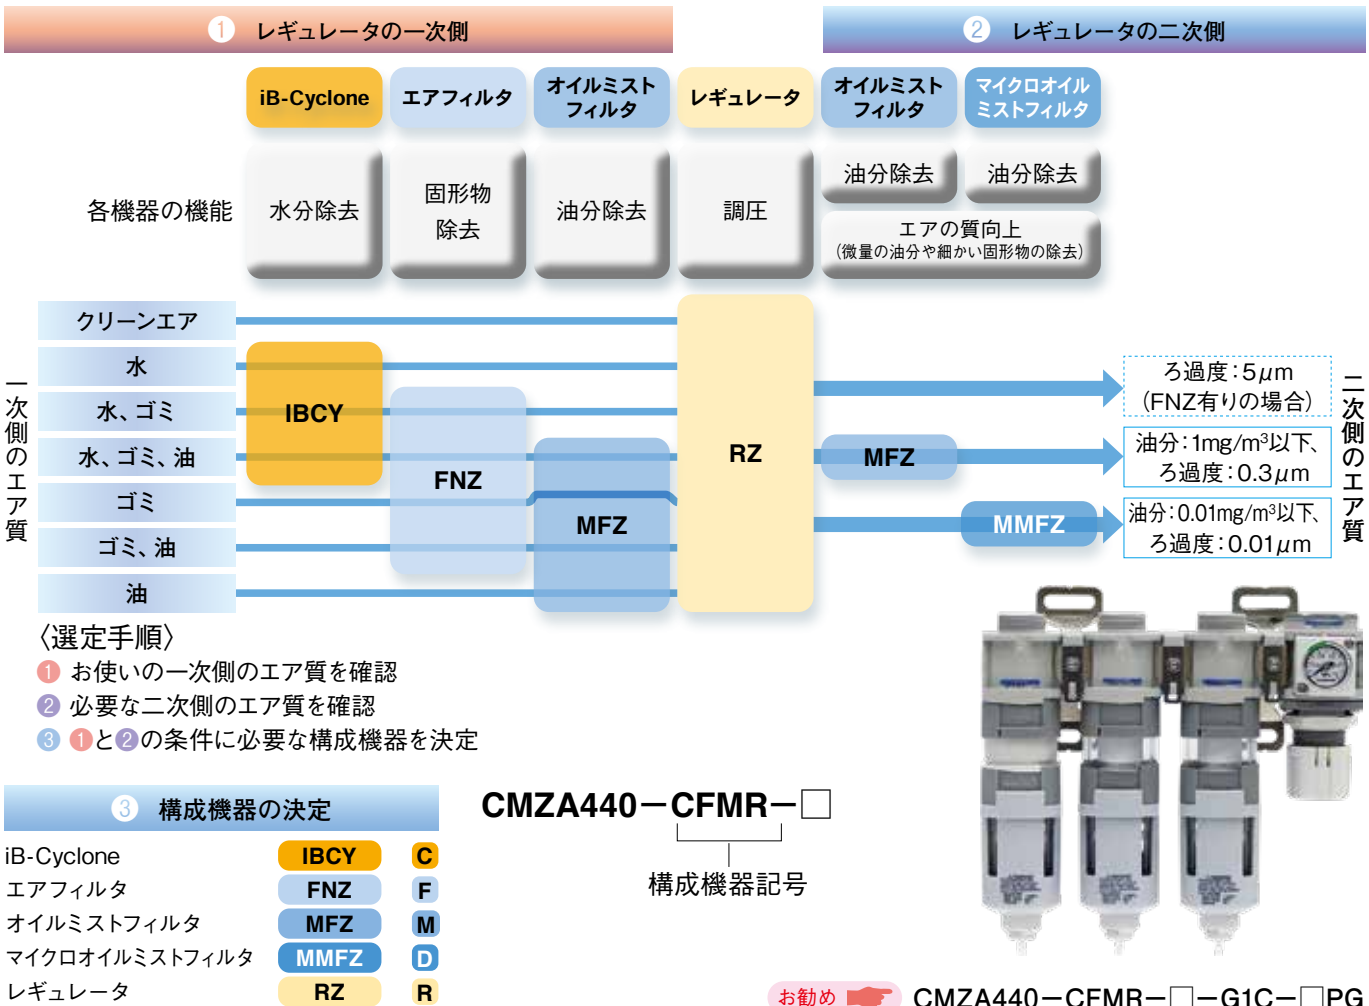 1 レギュレータの一次側
2 レギュレータの二次側
iB-Cyclone
エアフィルタ
オイルミスト
フィルタ
レギュレータ
オイルミスト
フィルタ
マイクロオイル
ミストフィルタ
各機器の機能
水分除去
固形物
除去
油分除去
調圧
油分除去
油分除去
エアの質向上
(微量の油分や細かい固形物の除去)
一次側のエア質
クリーンエア
水
水、ゴミ
水、ゴミ、油
ゴミ
ゴミ、油
油
IBCY
FNZ
MFZ
RZ
MFZ
MMFZ
ろ過度:5μm
(FNZ有りの場合)
油分:1mg/m³以下、
ろ過度:0.3μm
油分:0.01mg/m³以下、
ろ過度:0.01μm
二次側のエア質
〈選定手順〉
1 お使いの一次側のエア質を確認
2 必要な二次側のエア質を確認
3 1と2の条件に必要な構成機器を決定
3 構成機器の決定
iB-Cyclone IBCY C
エアフィルタ FNZ F
オイルミストフィルタ MFZ M
マイクロオイルミストフィルタ MMFZ D
レギュレータ RZ R
CMZA440−CFMR−□
構成機器記号
お勧め CMZA440−CFMR−□−G1C−□PG